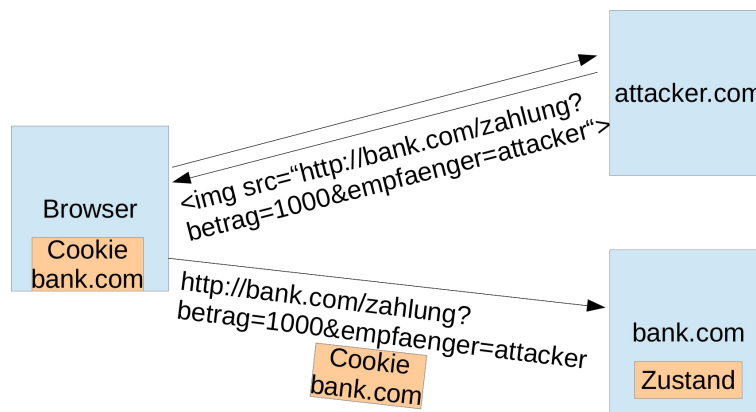 attacker.com
<img src=“http://bank.com/zahlung?
betrag=1000&empfaenger=attacker“>
Browser
Cookie
bank.com
http://bank.com/zahlung?
betrag=1000&empfaenger=attacker
Cookie
bank.com
bank.com
Zustand